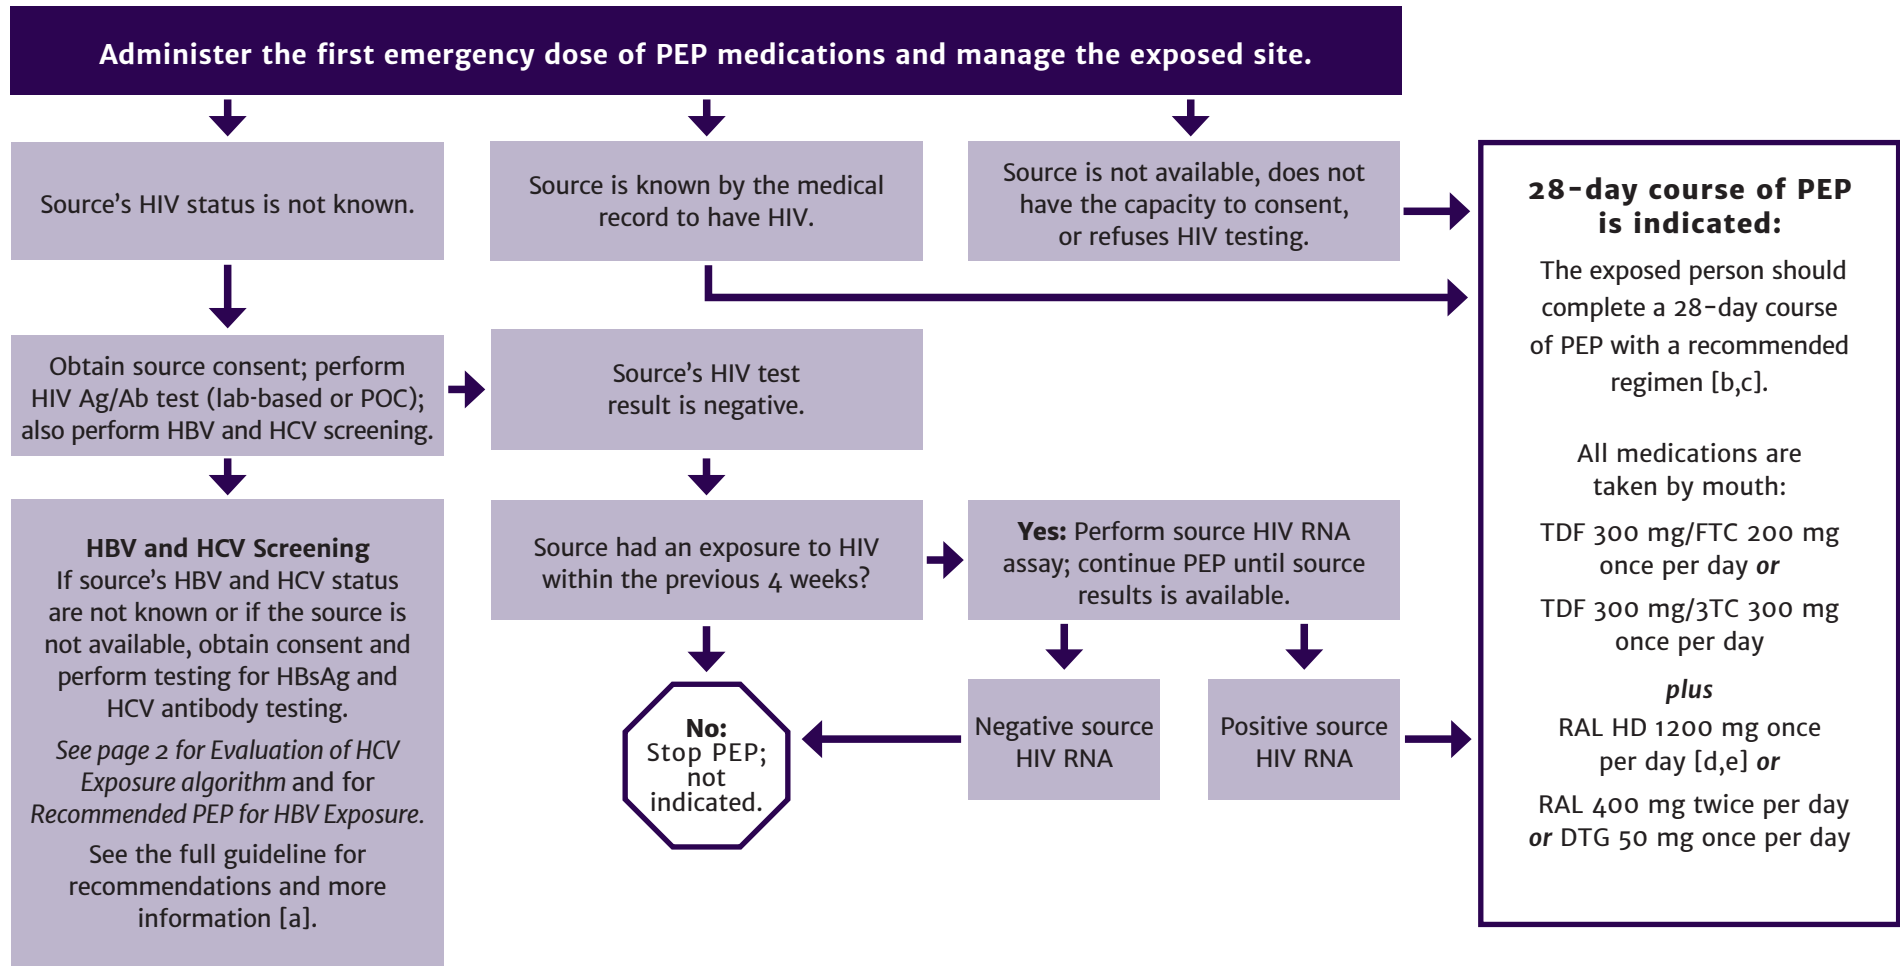 Administer the first emergency dose of PEP medications and manage the exposed site.
Source's HIV status is not known.
Source is known by the medical
record to have HIV.
Source is not available, does not
have the capacity to consent,
or refuses HIV testing.
28-day course of PEP
is indicated:
The exposed person should
complete a 28-day course
of PEP with a recommended
regimen [b,c].
All medications are
taken by mouth:
TDF 300 mg/FTC 200 mg
once per day or
TDF 300 mg/3TC 300 mg
once per day
plus
RAL HD 1200 mg once
per day [d,e] or
RAL 400 mg twice per day
or DTG 50 mg once per day
Obtain source consent; perform
HIV Ag/Ab test (lab-based or POC);
also perform HBV and HCV screening.
Source's HIV test
result is negative.
HBV and HCV Screening
If source's HBV and HCV status
are not known or if the source is
not available, obtain consent and
perform testing for HBsAg and
HCV antibody testing.
See page 2 for Evaluation of HCV
Exposure algorithm and for
Recommended PEP for HBV Exposure.
See the full guideline for
recommendations and more
information [a].
Source had an exposure to HIV
within the previous 4 weeks?
Yes: Perform source HIV RNA
assay; continue PEP until source
results is available.
No:
Stop PEP;
not
indicated.
Negative source
HIV RNA
Positive source
HIV RNA